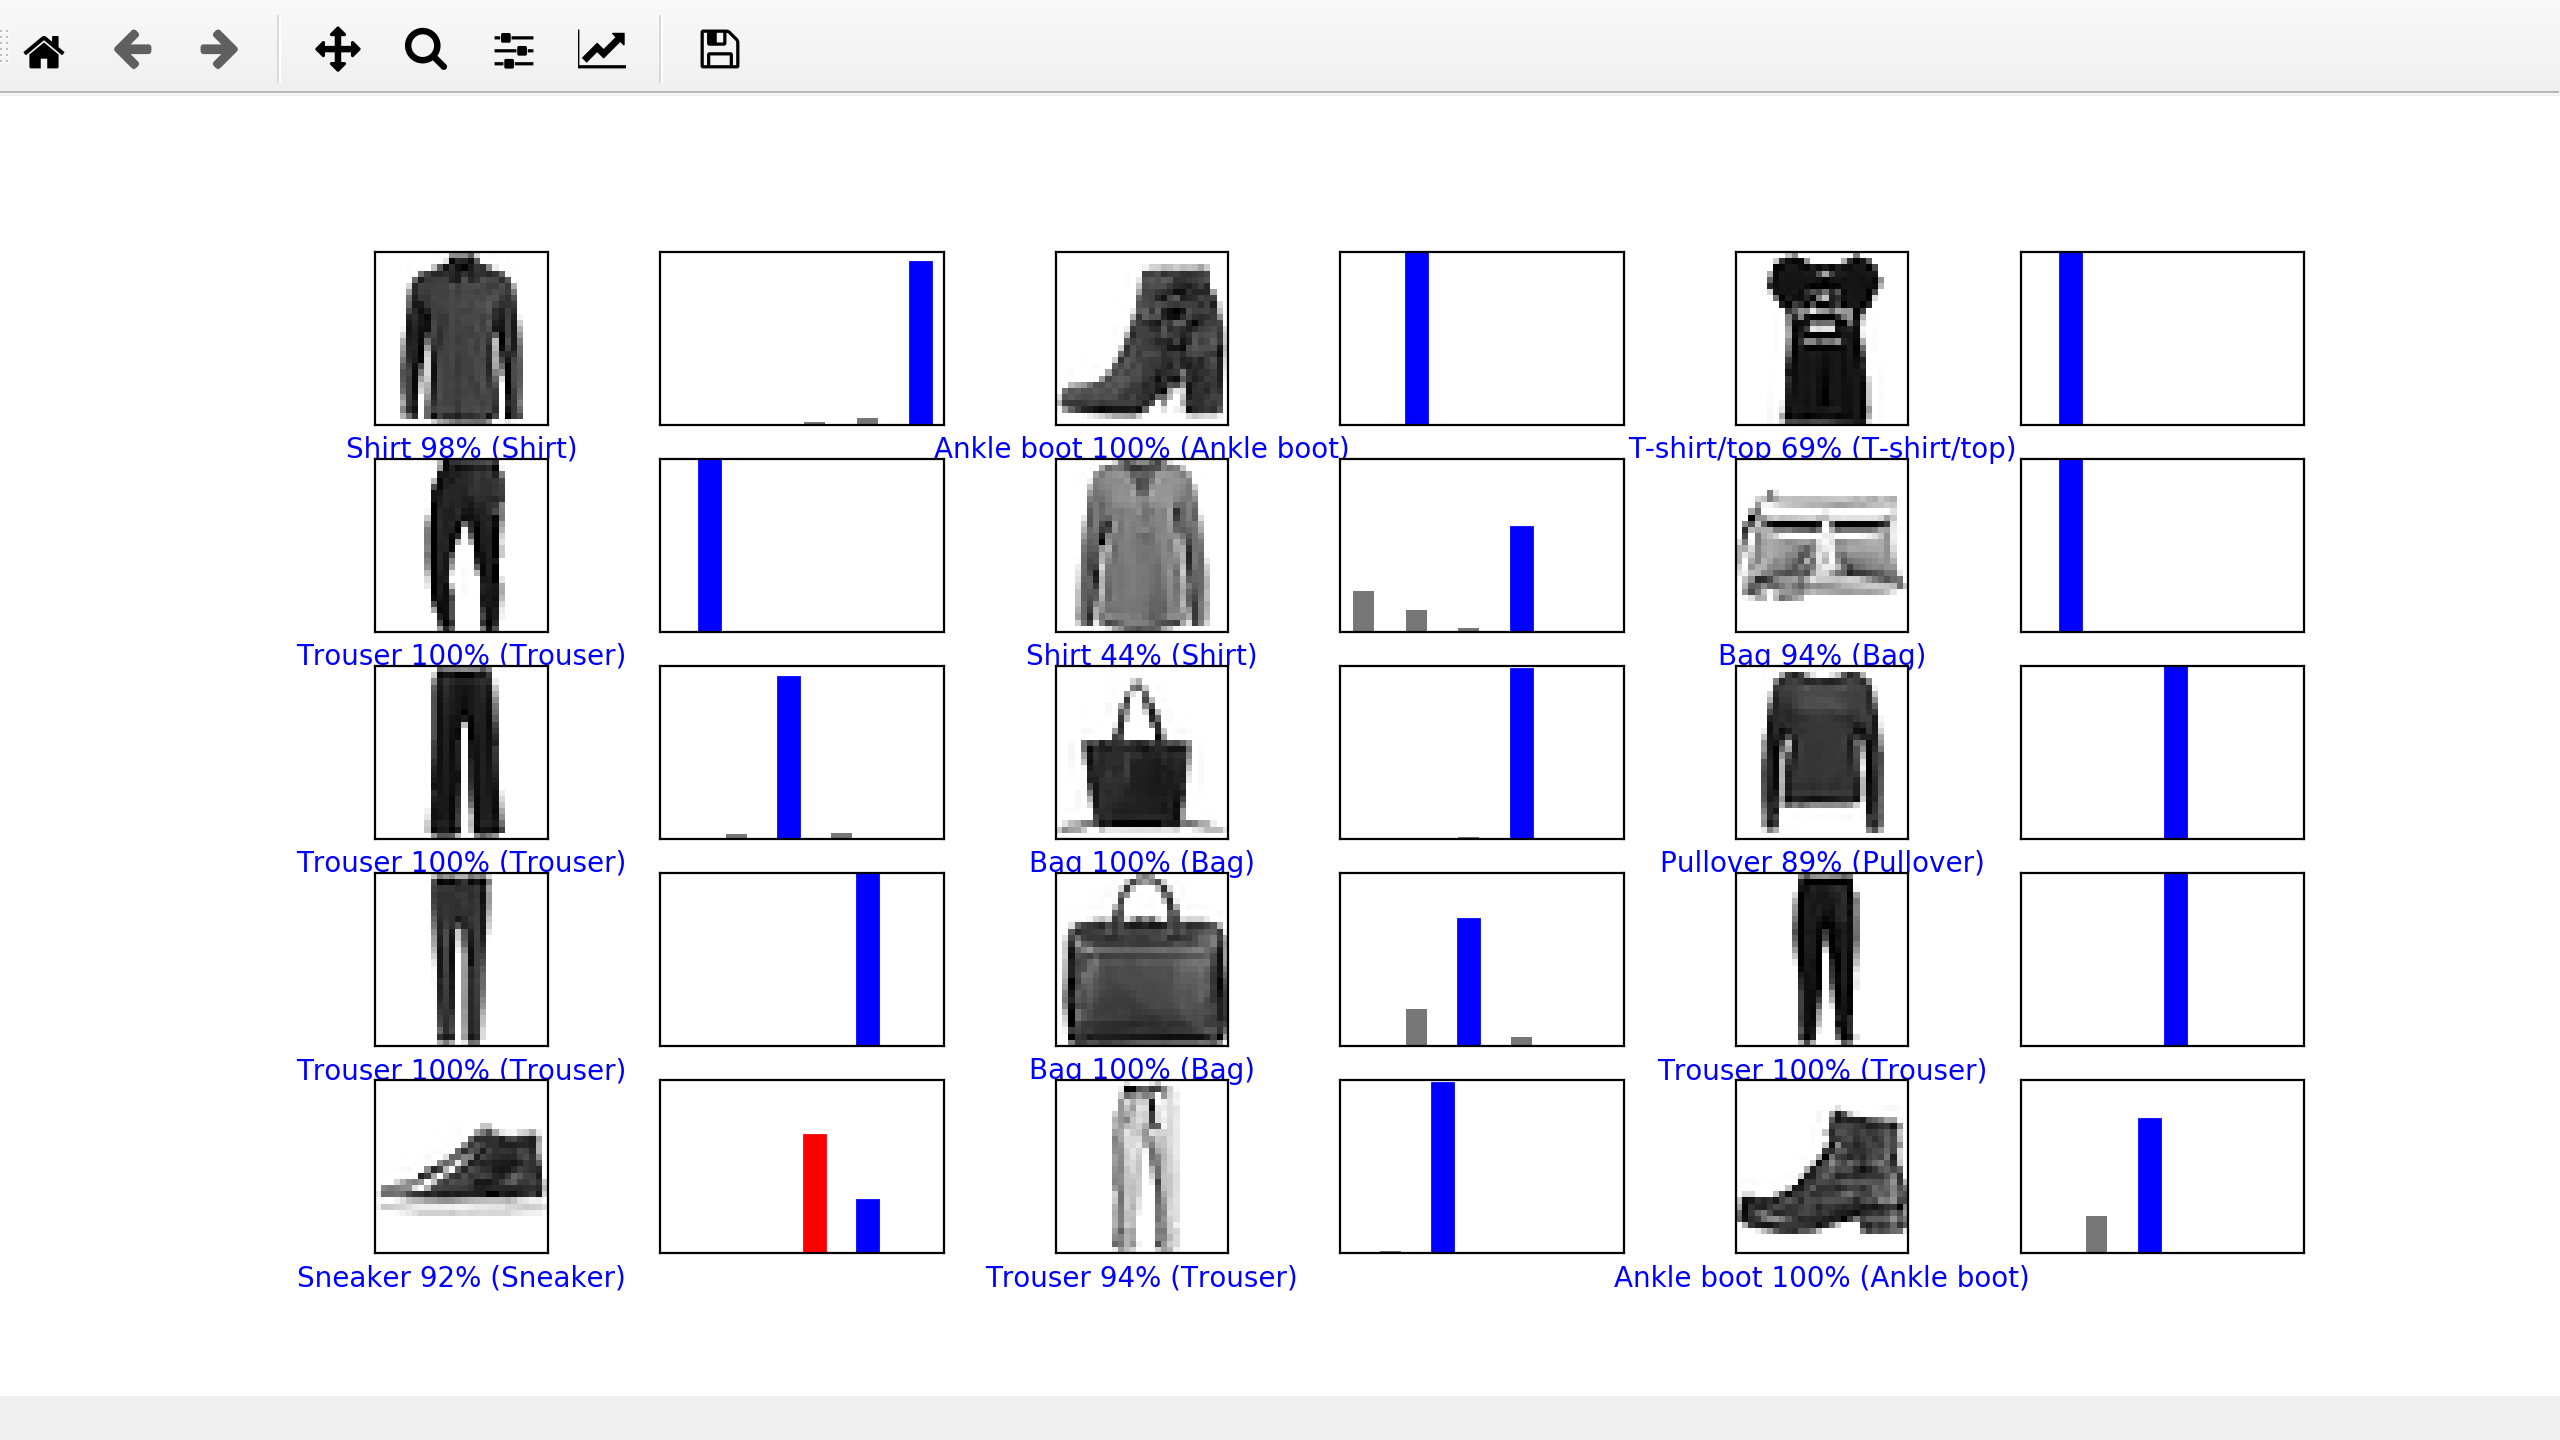 Shirt 98% (Shirt)
Ankle boot 100% (Ankle boot)
T-shirt/top 69% (T-shirt/top)
Trouser 100% (Trouser)
Shirt 44% (Shirt)
Bag 94% (Bag)
Trouser 100% (Trouser)
Bag 100% (Bag)
Pullover 89% (Pullover)
Trouser 100% (Trouser)
Bag 100% (Bag)
Trouser 100% (Trouser)
Sneaker 92% (Sneaker)
Trouser 94% (Trouser)
Ankle boot 100% (Ankle boot)